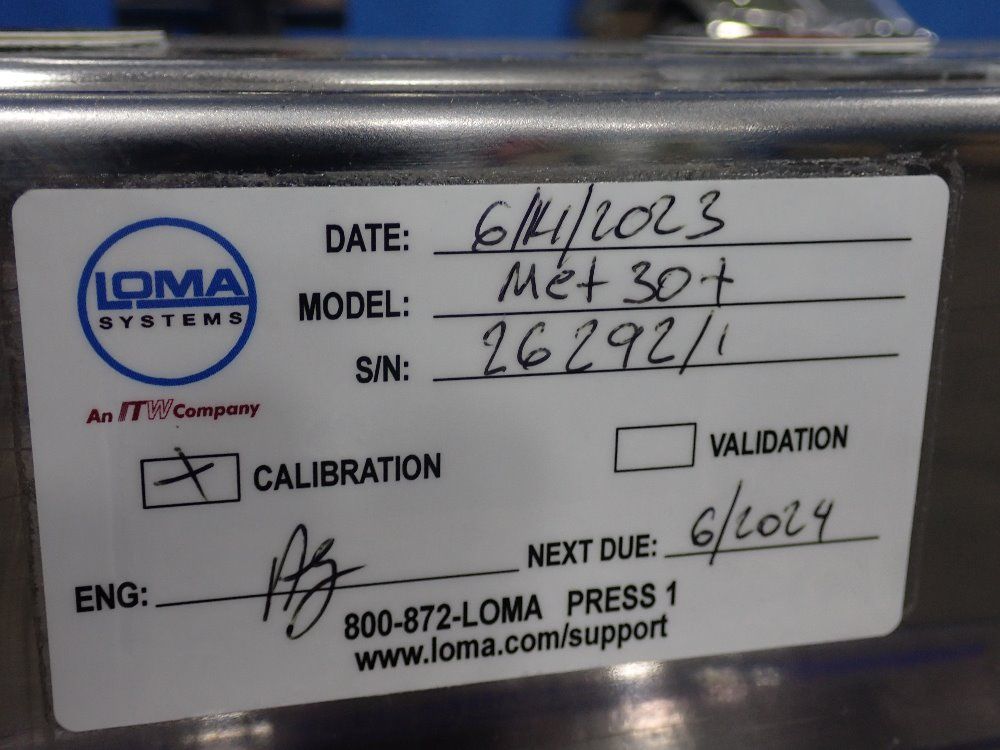 LOMA
SYSTEMS
An ITW Company
DATE: 6/14/2023
MODEL: Met 30+
S/N: 26292/1
CALIBRATION
VALIDATION
ENG:
NEXT DUE: 6/2024
800-872-LOMA PRESS 1
www.loma.com/support